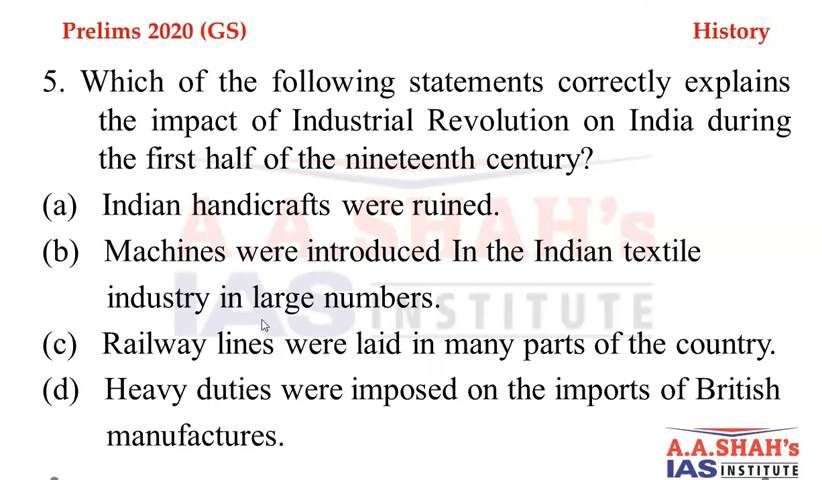 Prelims 2020 (GS) History
5. Which of the following statements correctly explains
the impact of Industrial Revolution on India during
the first half of the nineteenth century?
(a) Indian handicrafts were ruined.
(b) Machines were introduced In the Indian textile
industry in large numbers.
(c) Railway lines were laid in many parts of the country.
(d) Heavy duties were imposed on the imports of British
manufactures.
A.A.SHAH's
IAS INSTITUTE
A.A.SHAH's
IAS INSTITUTE